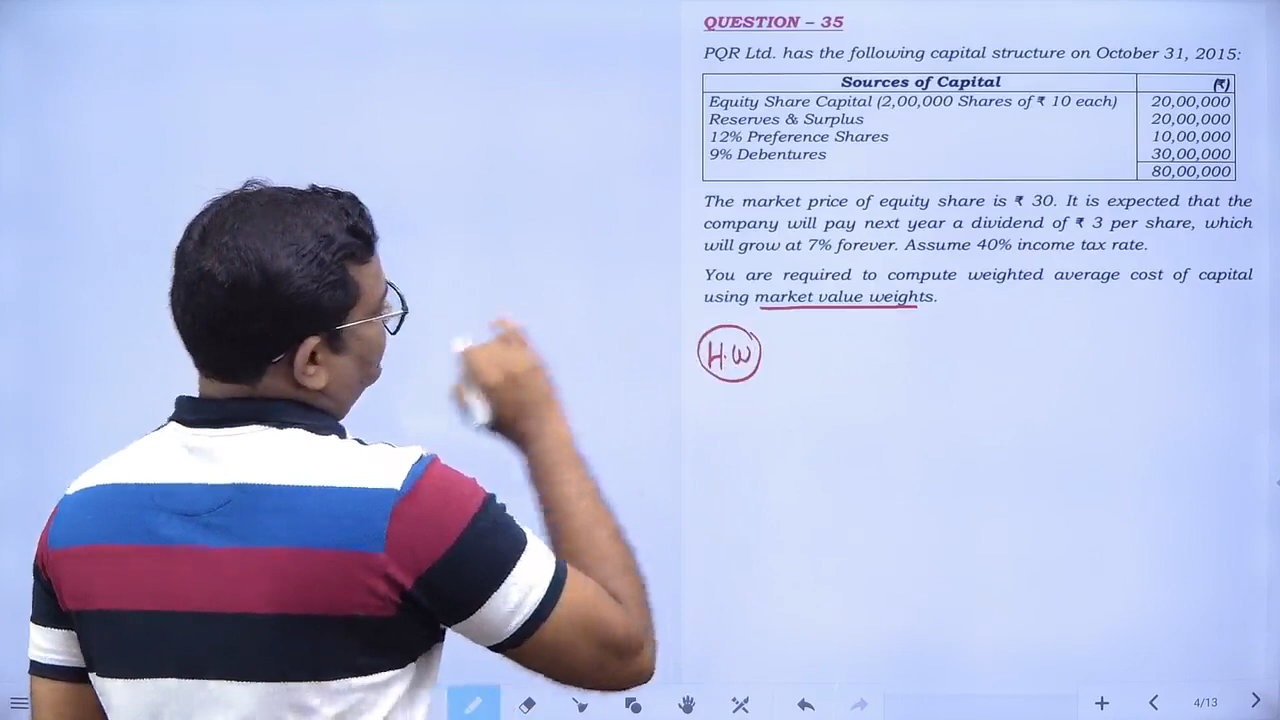 QUESTION – 35
PQR Ltd. has the following capital structure on October 31, 2015:
Sources of Capital (₹)
Equity Share Capital (2,00,000 Shares of ₹ 10 each) 20,00,000
Reserves & Surplus 20,00,000
12% Preference Shares 10,00,000
9% Debentures 30,00,000
80,00,000
The market price of equity share is ₹ 30. It is expected that the
company will pay next year a dividend of ₹ 3 per share, which
will grow at 7% forever. Assume 40% income tax rate.
You are required to compute weighted average cost of capital
using market value weights.
H.W
4/13